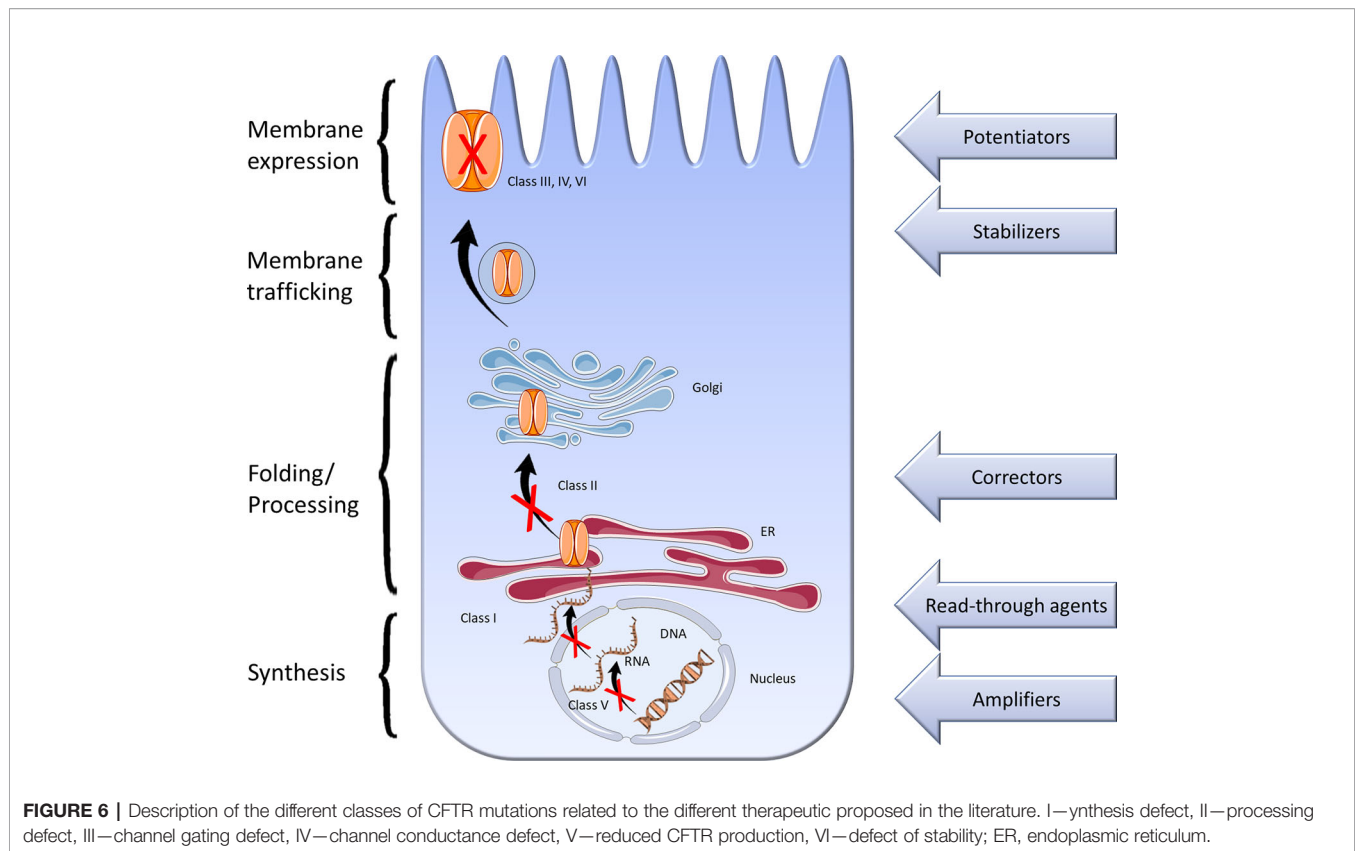 Membrane
expression
Class III, IV, VI
Potentiators
Stabilizers
Membrane
trafficking
Golgi
Folding/
Processing
Class II
Correctors
ER
Class I
Read-through agents
DNA
RNA
Synthesis
Nucleus
Class V
Amplifiers
FIGURE 6 | Description of the different classes of CFTR mutations related to the different therapeutic proposed in the literature. I—ynthesis defect, II—processing
defect, III—channel gating defect, IV—channel conductance defect, V—reduced CFTR production, VI—defect of stability; ER, endoplasmic reticulum.